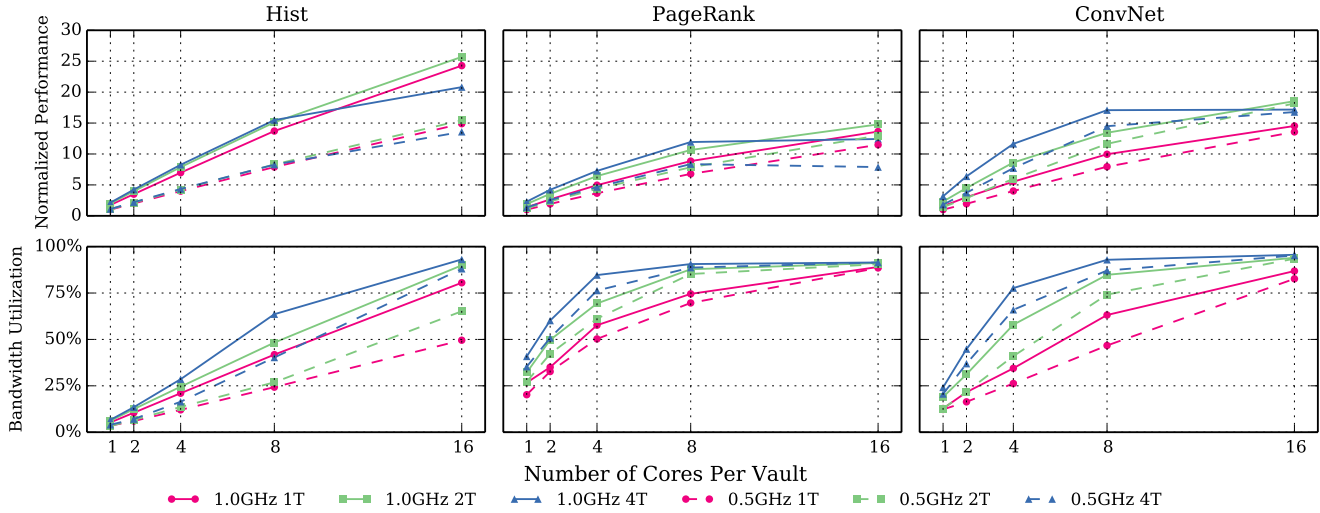 Hist PageRank ConvNet
Normalized Performance
30
25
20
15
10
5
0
Bandwidth Utilization
100%
75%
50%
25%
0%
1 2 4 8 16 1 2 4 8 16 1 2 4 8 16
Number of Cores Per Vault
1.0GHz 1T 1.0GHz 2T 1.0GHz 4T 0.5GHz 1T 0.5GHz 2T 0.5GHz 4T